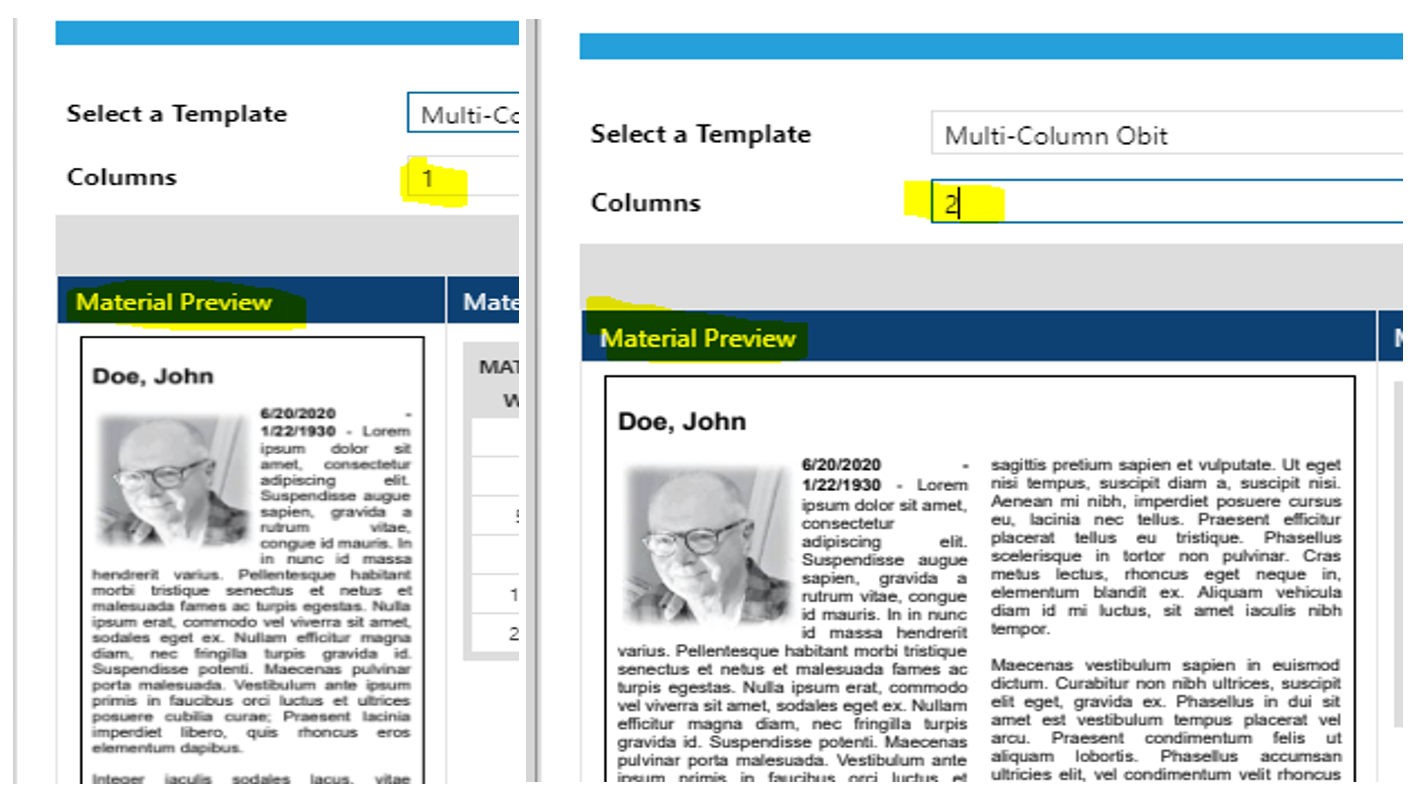 Select a Template
Multi-Co
Columns
1
Material Preview
Mate
Doe, John
6/20/2020 -
1/22/1930 - Lorem
ipsum dolor sit
amet, consectetur
adipiscing elit.
Suspendisse augue
sapien, gravida a
rutrum vitae,
congue id mauris. In
in nunc id massa
hendrerit varius. Pellentesque habitant
morbi tristique senectus et netus et
malesuada fames ac turpis egestas. Nulla
ipsum erat, commodo vel viverra sit amet,
sodales eget ex. Nullam efficitur magna
diam, nec fringilla turpis gravida id.
Suspendisse potenti. Maecenas pulvinar
porta malesuada. Vestibulum ante ipsum
primis in faucibus orci luctus et ultrices
posuere cubilia curae; Praesent lacinia
imperdiet libero, quis rhoncus eros
elementum dapibus.
Integer iaculis sodales lacus, vitae
MAT
W
1
2
Select a Template
Multi-Column Obit
Columns
2
Material Preview
Doe, John
6/20/2020 -
1/22/1930 - Lorem
ipsum dolor sit amet,
consectetur
adipiscing elit.
Suspendisse augue
sapien, gravida a
rutrum vitae, congue
id mauris. In in nunc
id massa hendrerit
varius. Pellentesque habitant morbi tristique
senectus et netus et malesuada fames ac
turpis egestas. Nulla ipsum erat, commodo
vel viverra sit amet, sodales eget ex. Nullam
efficitur magna diam, nec fringilla turpis
gravida id. Suspendisse potenti. Maecenas
pulvinar porta malesuada. Vestibulum ante
ipsum primis in faucibus orci luctus et
sagittis pretium sapien et vulputate. Ut eget
nisi tempus, suscipit diam a, suscipit nisi.
Aenean mi nibh, imperdiet posuere cursus
eu, lacinia nec tellus. Praesent efficitur
placerat tellus eu tristique. Phasellus
scelerisque in tortor non pulvinar. Cras
metus lectus, rhoncus eget neque in,
elementum blandit ex. Aliquam vehicula
diam id mi luctus, sit amet iaculis nibh
tempor.
Maecenas vestibulum sapien in euismod
dictum. Curabitur non nibh ultrices, suscipit
elit eget, gravida ex. Phasellus in dui sit
amet est vestibulum tempus placerat vel
arcu. Praesent condimentum felis ut
aliquam lobortis. Phasellus accumsan
ultricies elit, vel condimentum velit rhoncus